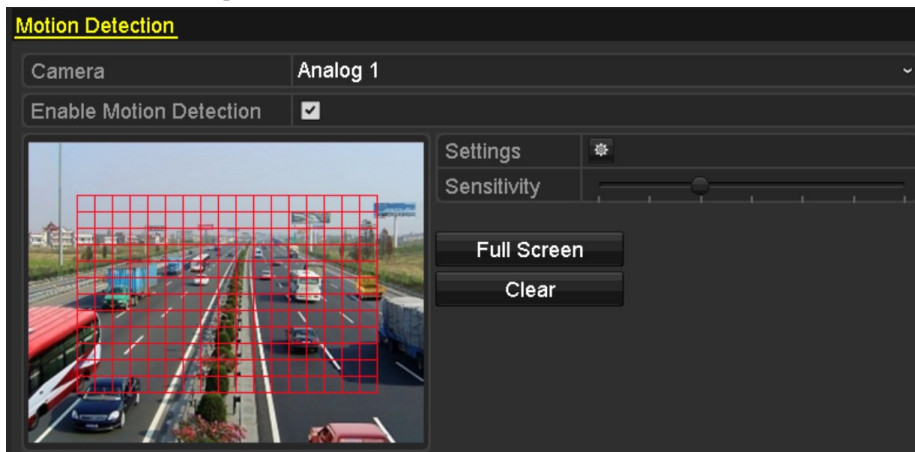 Motion Detection
Camera Analog 1
Enable Motion Detection
Settings
Sensitivity
Full Screen
Clear